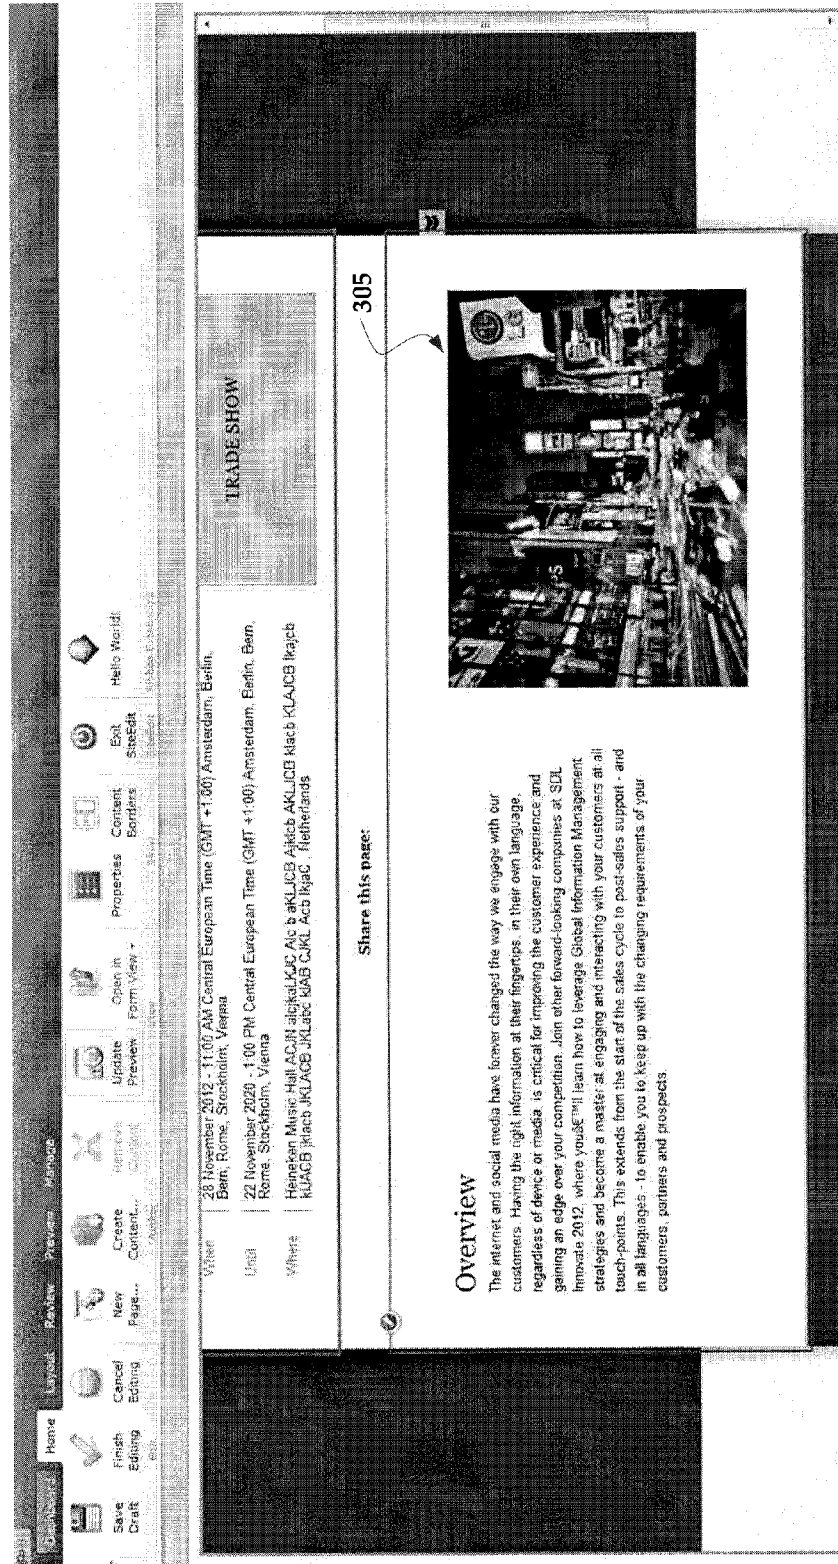 Dashboard Home Layout Review Preview Manage
Save Draft
Finish Editing
Cancel Editing
New Page...
Create Content...
Remove Content
Update Preview
Open in Form View
Properties
Content Borders
Exit SiteEdit
Hello World!
Edit
When
28 November 2012 - 11:00 AM Central European Time (GMT +1:00) Amsterdam, Berlin,
Bern, Rome, Stockholm, Vienna
Until
22 November 2020 - 1:00 PM Central European Time (GMT +1:00) Amsterdam, Berlin, Bern,
Rome, Stockholm, Vienna
Where
Heineken Music Hall
Netherlands
TRADE SHOW
Share this page:
305
Overview
The internet and social media have forever changed the way we engage with our
customers. Having the right information at their fingertips, in their own language,
regardless of device or media, is critical for improving the customer experience and
gaining an edge over your competition. Join other forward-looking companies at SDL
Innovate 2012, where youâ€™ll learn how to leverage Global Information Management
strategies and become a master at engaging and interacting with your customers at all
touch-points. This extends from the start of the sales cycle to post-sales support - and
in all languages - to enable you to keep up with the changing requirements of your
customers, partners and prospects.
LG